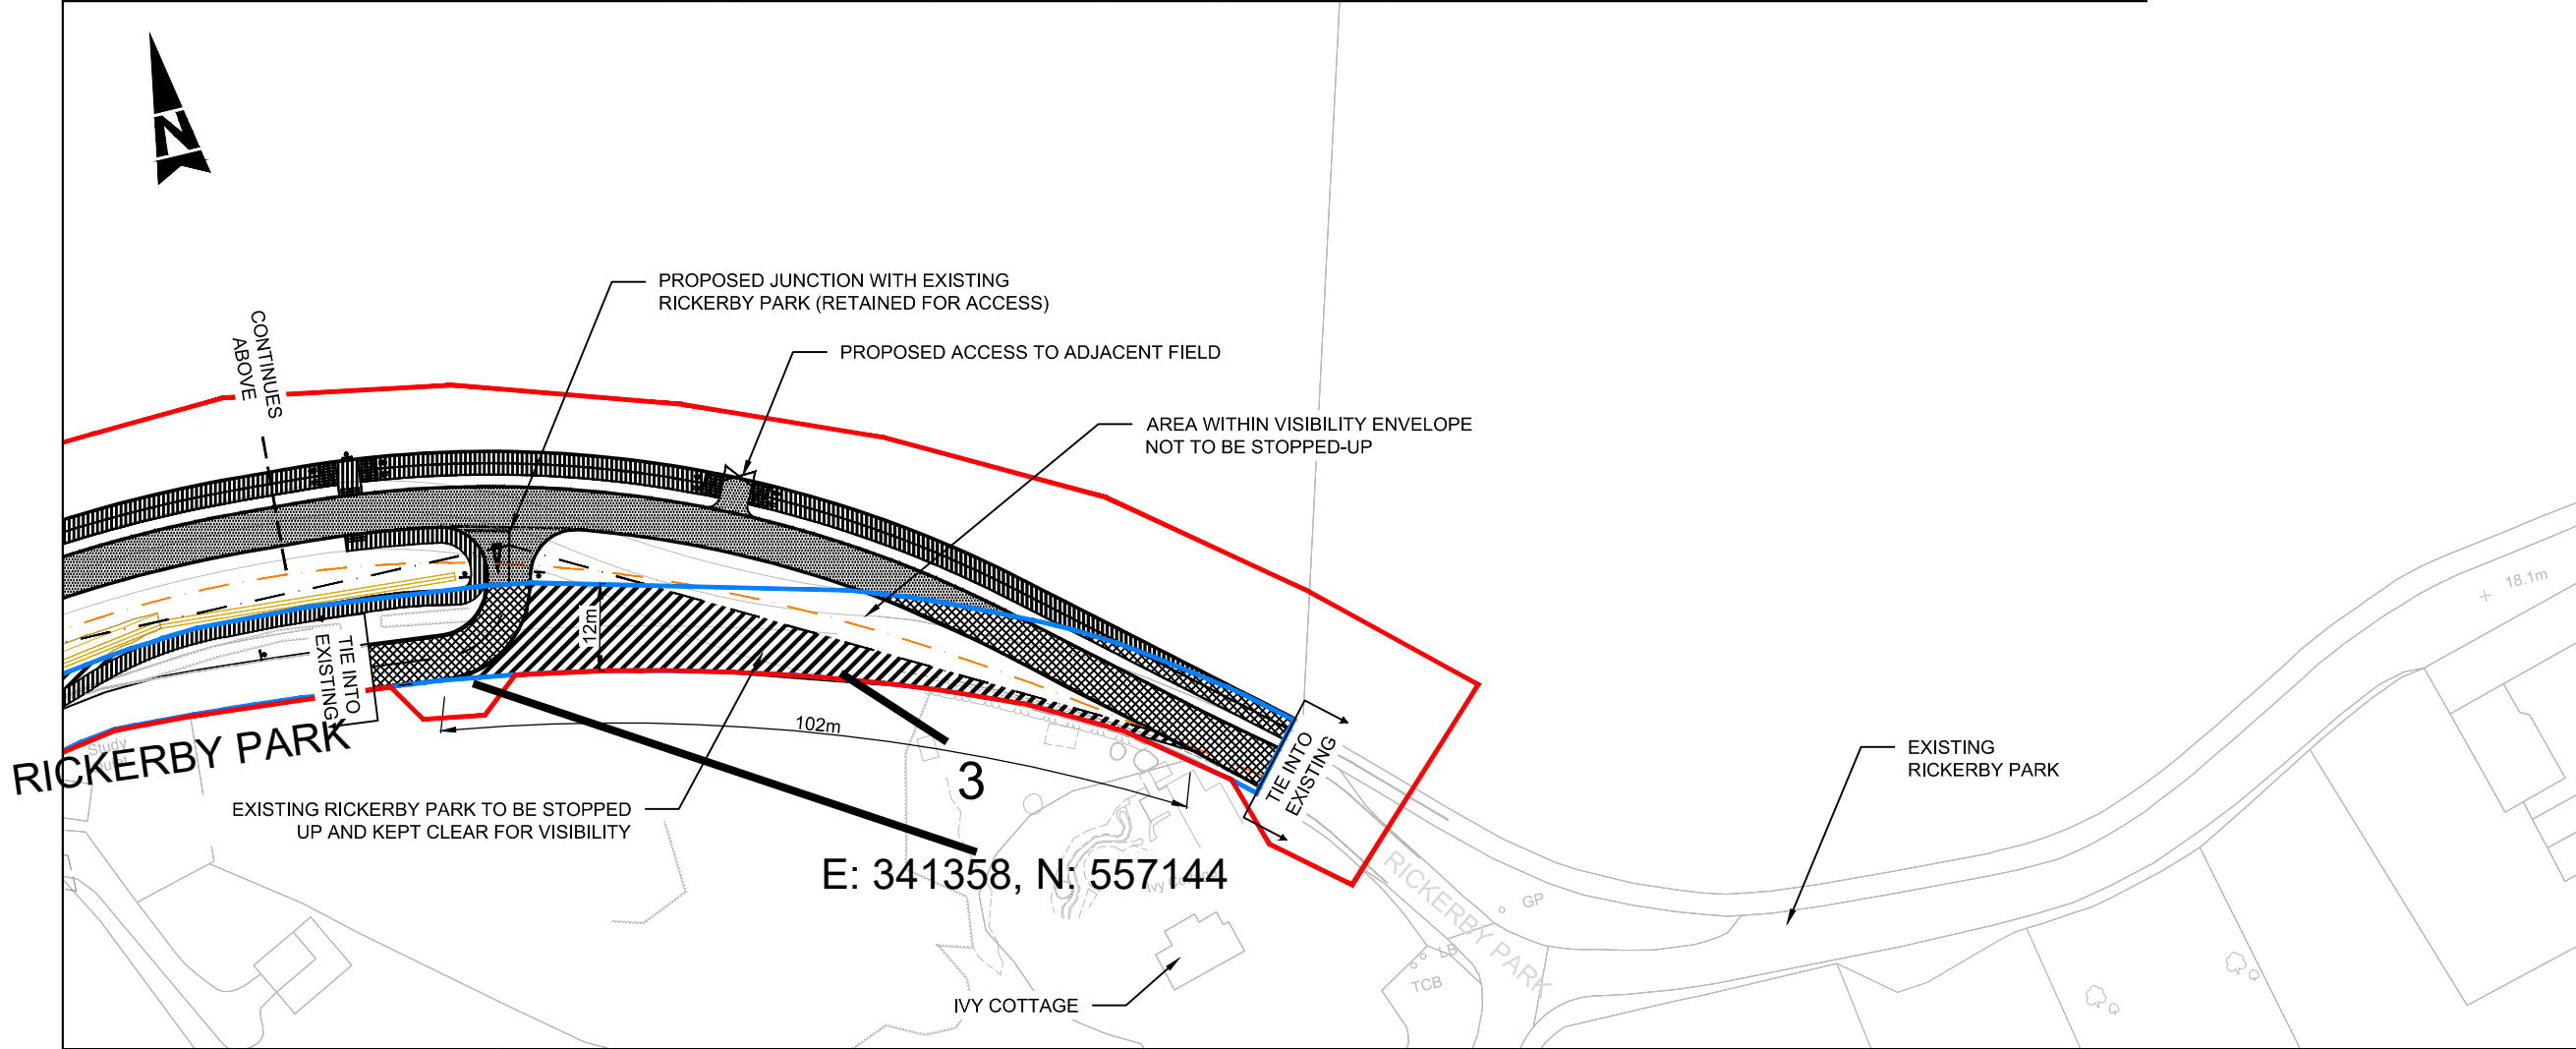 N
PROPOSED JUNCTION WITH EXISTING
RICKERBY PARK (RETAINED FOR ACCESS)
CONTINUES
ABOVE
PROPOSED ACCESS TO ADJACENT FIELD
AREA WITHIN VISIBILITY ENVELOPE
NOT TO BE STOPPED-UP
18.1m
12m
TIE INTO
EXISTING
102m
RICKERBY PARK
Study
3
TIE INTO
EXISTING
EXISTING
RICKERBY PARK
EXISTING RICKERBY PARK TO BE STOPPED
UP AND KEPT CLEAR FOR VISIBILITY
E: 341358, N: 557144
Ivy
RICKERBY PARK
GP
LB
TCB
IVY COTTAGE